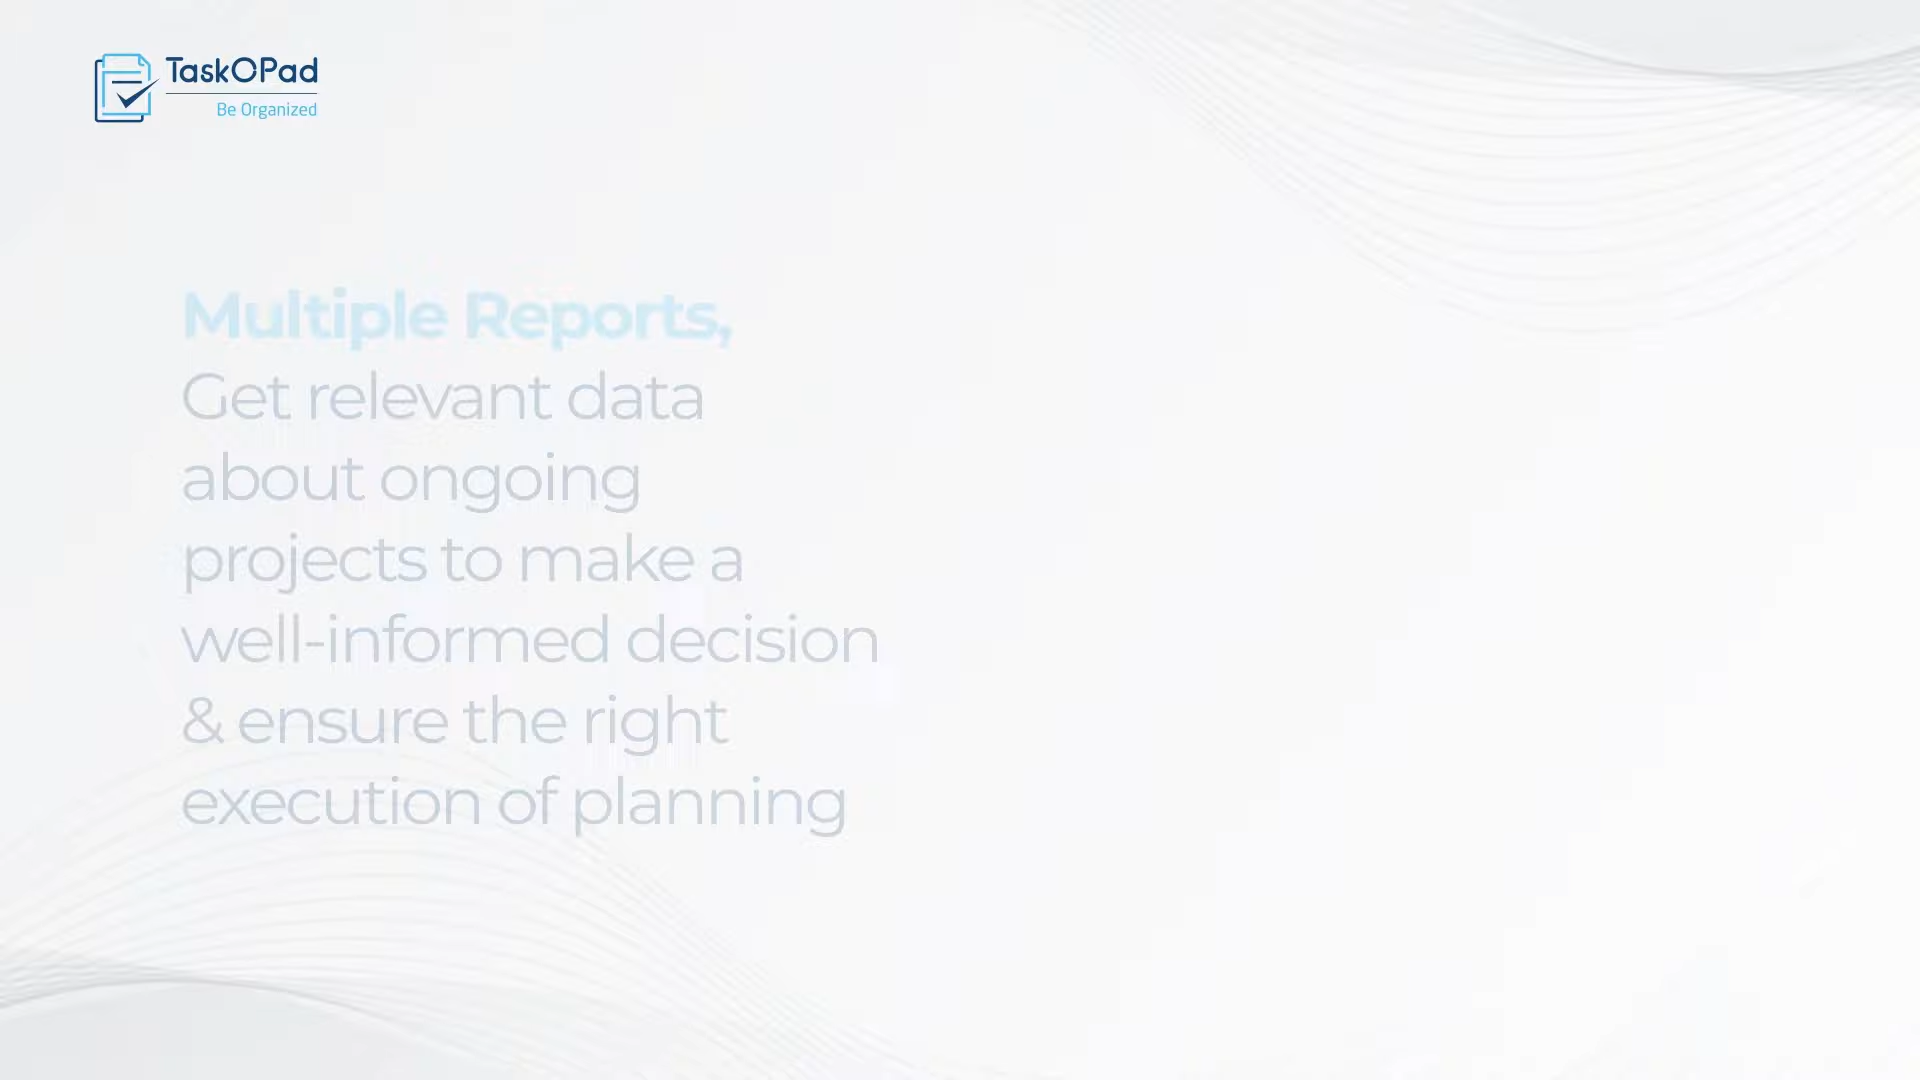 TaskOPad
Be Organized
Multiple Reports,
Get relevant data
about ongoing
projects to make a
well-informed decision
& ensure the right
execution of planning